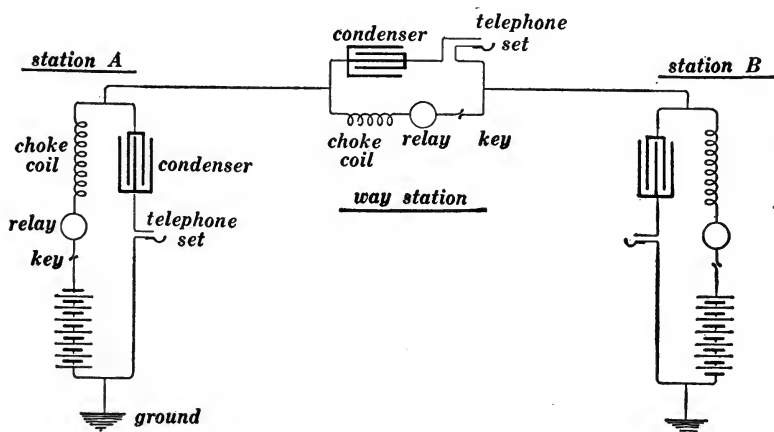 station A
condenser
telephone
set
station B
choke
coil
relay
key
condenser
telephone
set
choke
coil
relay
key
way station
ground